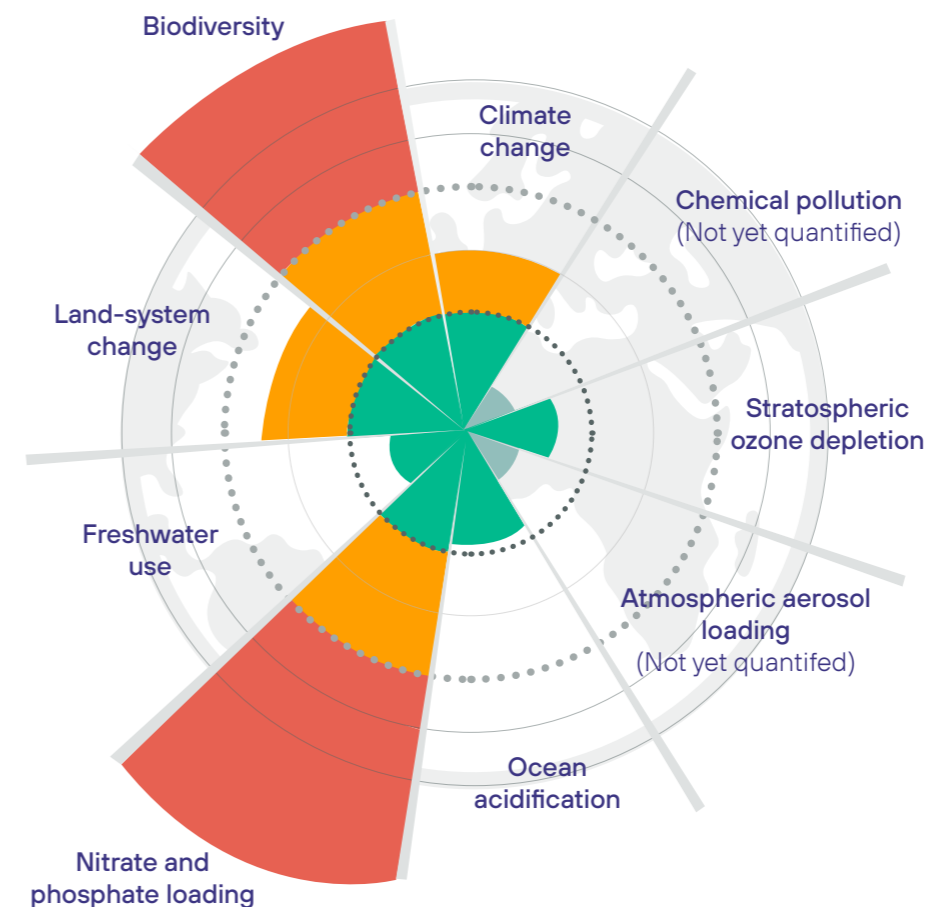 Biodiversity
Climate
change
Chemical pollution
(Not yet quantified)
Land-system
change
Stratospheric
ozone depletion
Freshwater
use
Atmospheric aerosol
loading
(Not yet quantifed)
Ocean
acidification
Nitrate and
phosphate loading